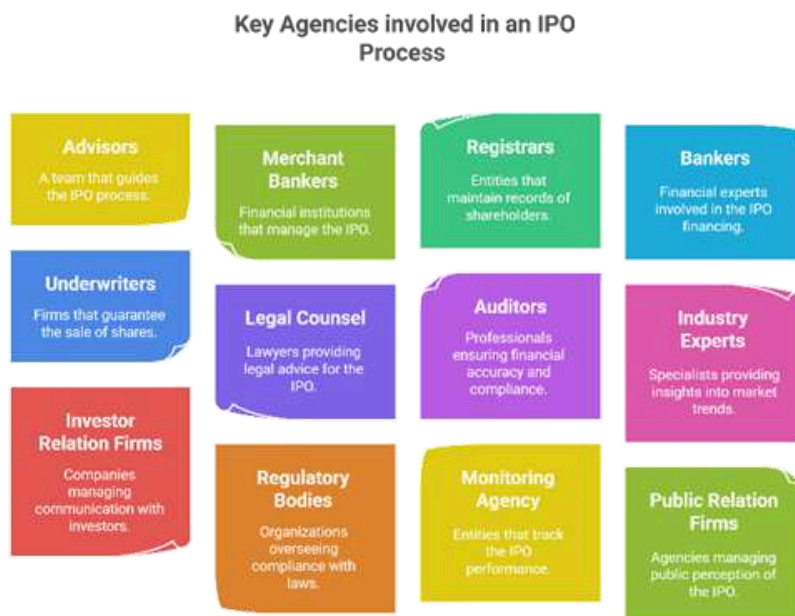 Key Agencies involved in an IPO
Process
Advisors
A team that guides
the IPO process.
Merchant
Bankers
Financial institutions
that manage the IPO.
Registrars
Entities that
maintain records of
shareholders.
Bankers
Financial experts
involved in the IPO
financing.
Underwriters
Firms that guarantee
the sale of shares.
Legal Counsel
Lawyers providing
legal advice for the
IPO.
Auditors
Professionals
ensuring financial
accuracy and
compliance.
Industry
Experts
Specialists providing
insights into market
trends.
Investor
Relation Firms
Companies
managing
communication with
investors.
Regulatory
Bodies
Organizations
overseeing
compliance with
laws.
Monitoring
Agency
Entities that track
the IPO
performance.
Public Relation
Firms
Agencies managing
public perception of
the IPO.